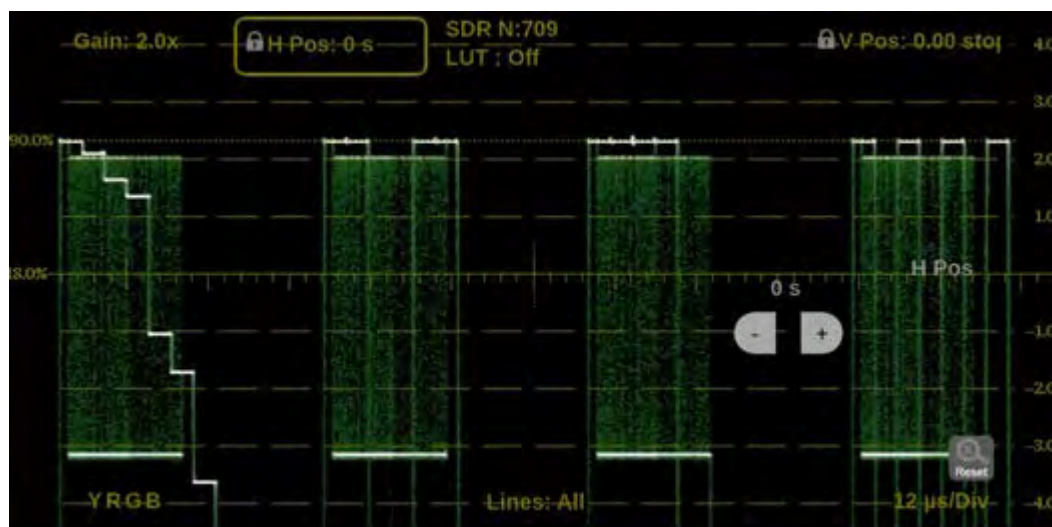 Gain: 2.0x
H Pos: 0 s
SDR N:709
LUT : Off
V Pos: 0.00 stop
4.0
3.0
90.0%
2.0
1.0
18.0%
H Pos
0 s
- +
-1.0
-2.0
-3.0
Reset
YRGB
Lines: All
12 µs/Div
-4.0